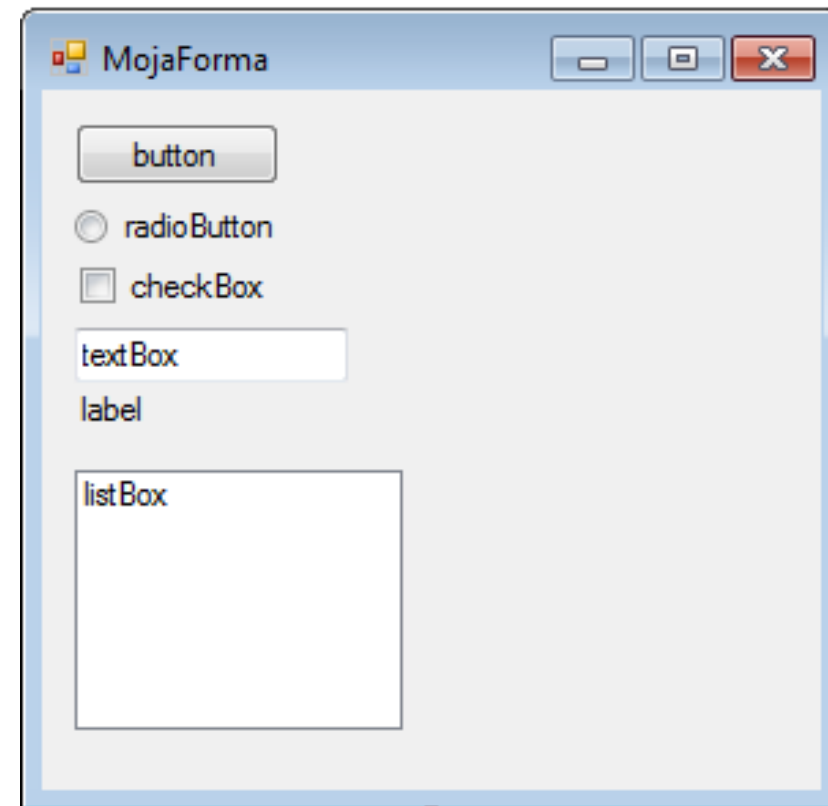 MojaForma
button
radioButton
checkBox
textBox
label
listBox